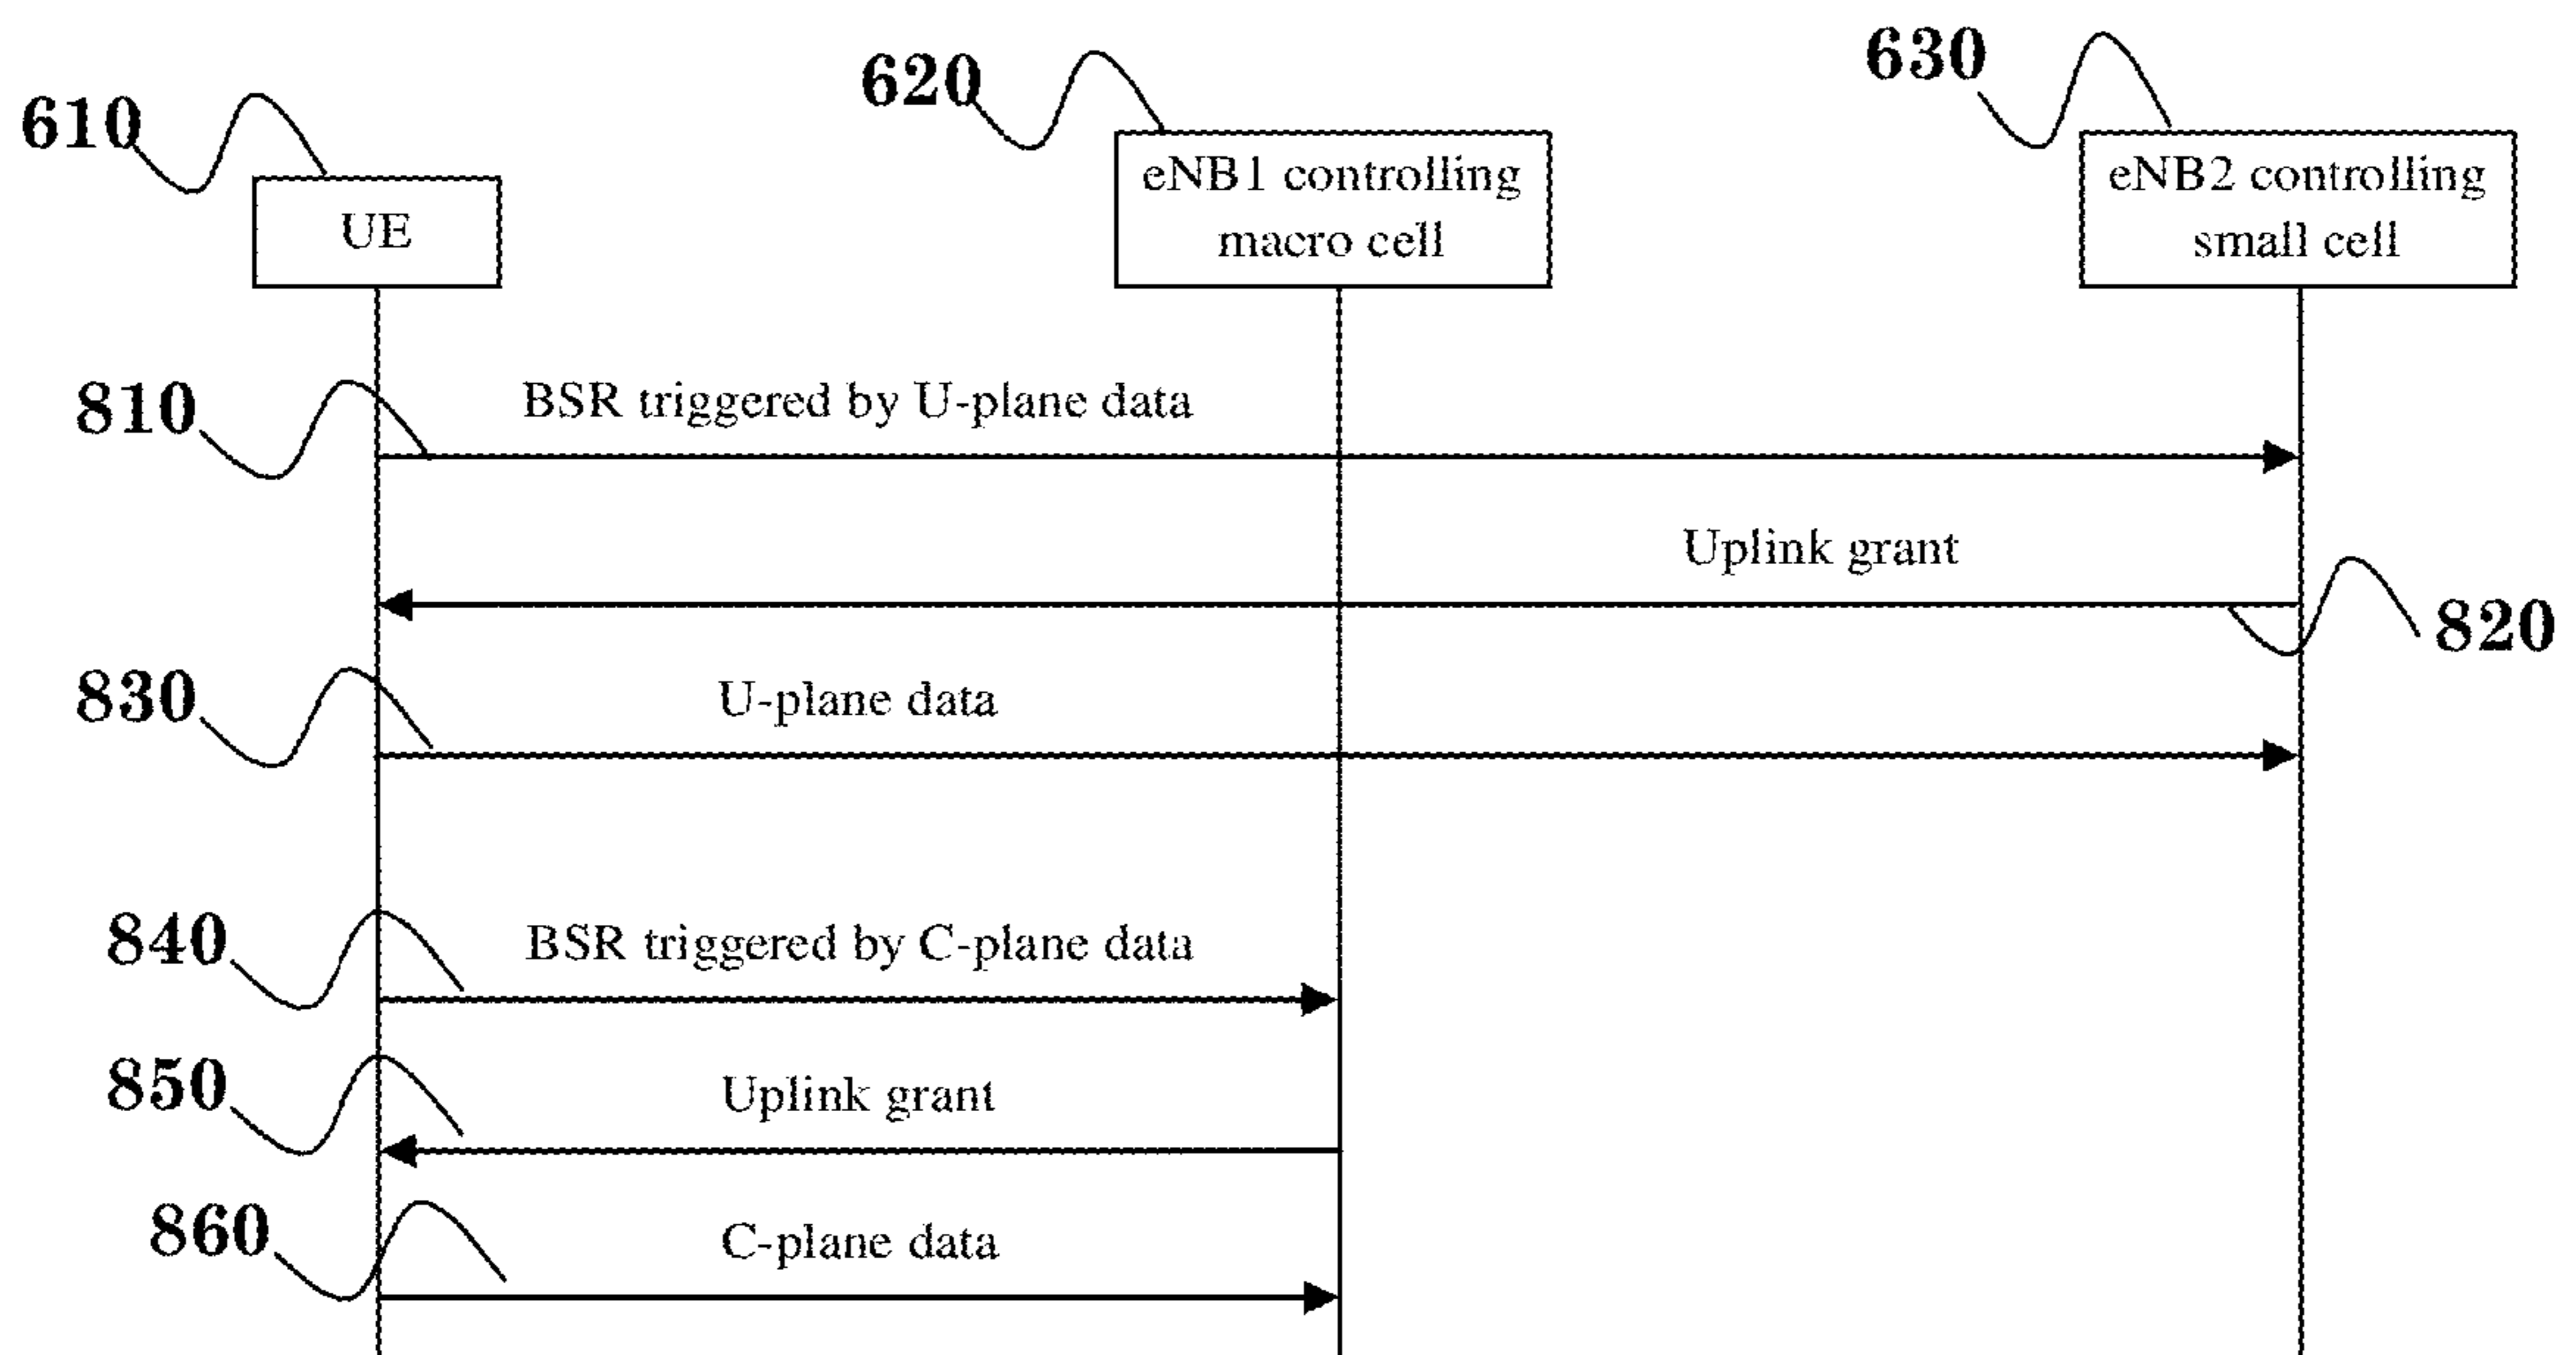 630
620
610
eNB1 controlling
macro cell
eNB2 controlling
small cell
UE
810
BSR triggered by U-plane data
Uplink grant
820
830
U-plane data
840
BSR triggered by C-plane data
850
Uplink grant
860
C-plane data